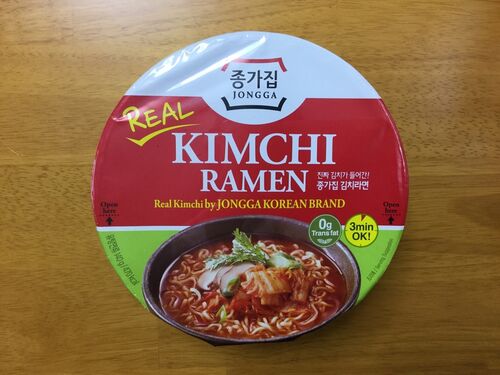 종가집
JONGGA
REAL
KIMCHI
RAMEN
진짜 김치가 들어간!
종가집 김치라면
Real Kimchi by JONGGA KOREAN BRAND
Open
here
Open
here
0g
Trans fat
3min
OK!